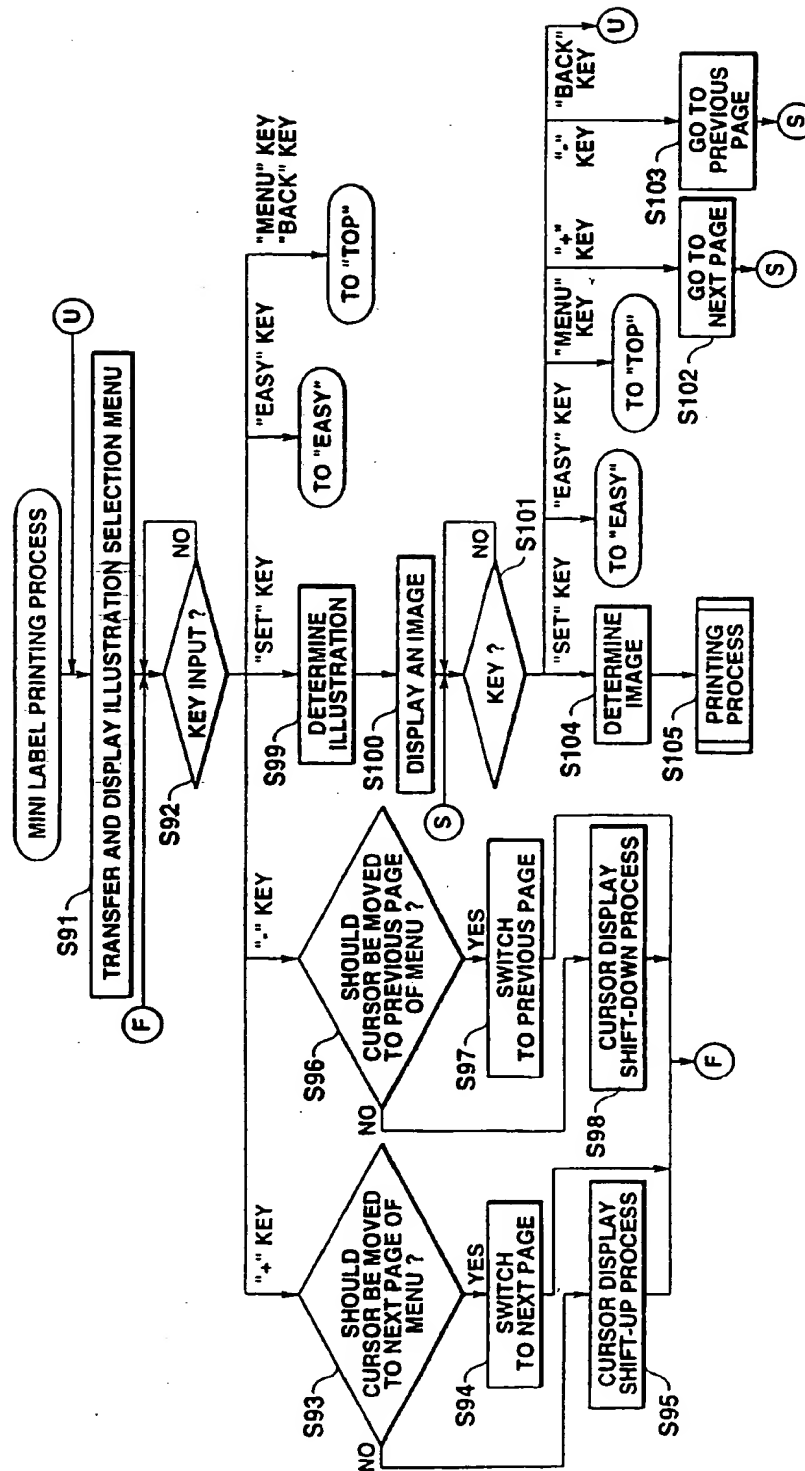 MINI LABEL PRINTING PROCESS
U
S91
TRANSFER AND DISPLAY ILLUSTRATION SELECTION MENU
F
NO
S92
KEY INPUT ?
"+" KEY
"-" KEY
"SET" KEY
"EASY" KEY
"MENU" KEY
"BACK" KEY
S93
SHOULD
CURSOR BE MOVED
TO NEXT PAGE OF
MENU ?
NO
YES
S94
SWITCH
TO NEXT PAGE
S95
CURSOR DISPLAY
SHIFT-UP PROCESS
S96
SHOULD
CURSOR BE MOVED
TO PREVIOUS PAGE
OF MENU ?
NO
YES
S97
SWITCH
TO PREVIOUS PAGE
S98
CURSOR DISPLAY
SHIFT-DOWN PROCESS
F
S99
DETERMINE
ILLUSTRATION
TO "EASY"
TO "TOP"
S100
DISPLAY AN IMAGE
S
NO
S101
KEY ?
"SET" KEY
"EASY" KEY
"MENU"
KEY
"+"
KEY
"-"
KEY
"BACK"
KEY
S104
DETERMINE
IMAGE
TO "EASY"
TO "TOP"
S102
GO TO
NEXT PAGE
S
S103
GO TO
PREVIOUS
PAGE
S
U
S105
PRINTING
PROCESS